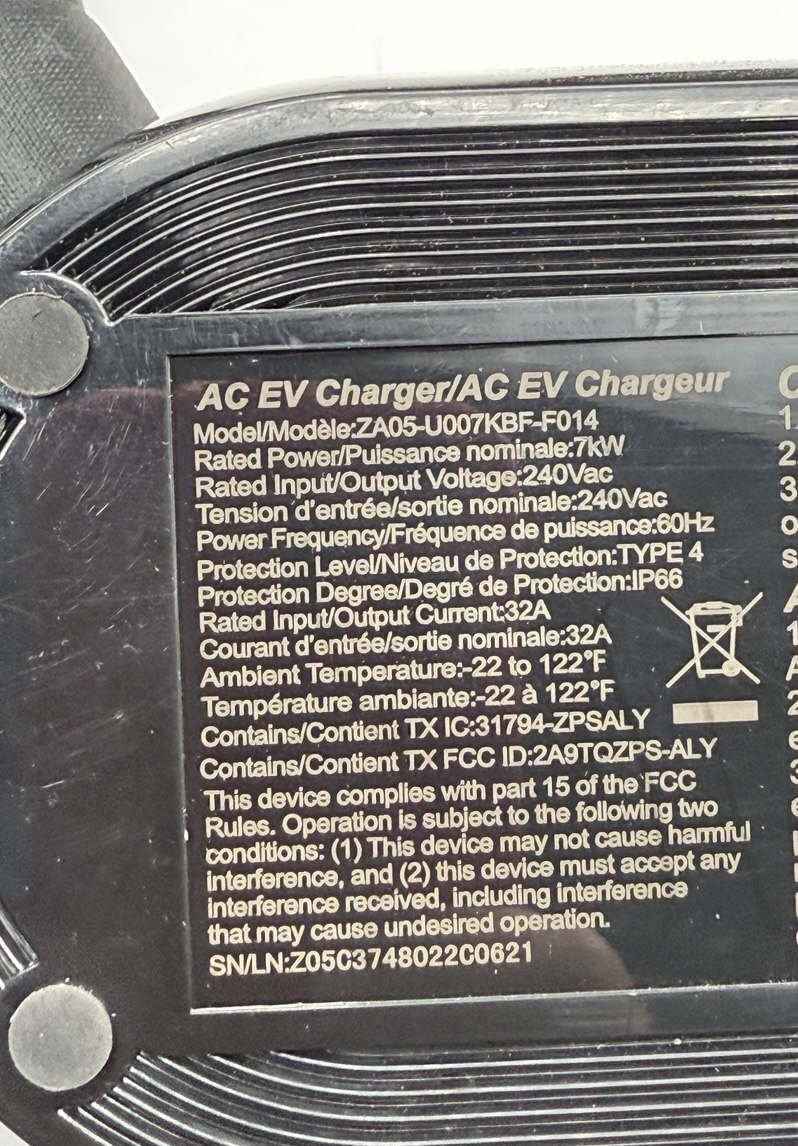 AC EV Charger/AC EV Chargeur
Model/Modèle:ZA05-U007KBF-F014
Rated Power/Puissance nominale:7kW
Rated Input/Output Voltage:240Vac
Tension d'entrée/sortie nominale:240Vac
Power Frequency/Fréquence de puissance:60Hz
Protection Level/Niveau de Protection:TYPE 4
Protection Degree/Degré de Protection:IP66
Rated Input/Output Current:32A
Courant d'entrée/sortie nominale:32A
Ambient Temperature:-22 to 122°F
Température ambiante:-22 à 122°F
Contains/Contient TX IC:31794-ZPSALY
Contains/Contient TX FCC ID:2A9TQZPS-ALY
This device complies with part 15 of the FCC
Rules. Operation is subject to the following two
conditions: (1) This device may not cause harmful
interference, and (2) this device must accept any
interference received, including interference
that may cause undesired operation.
SN/LN:Z05C3748022C0621